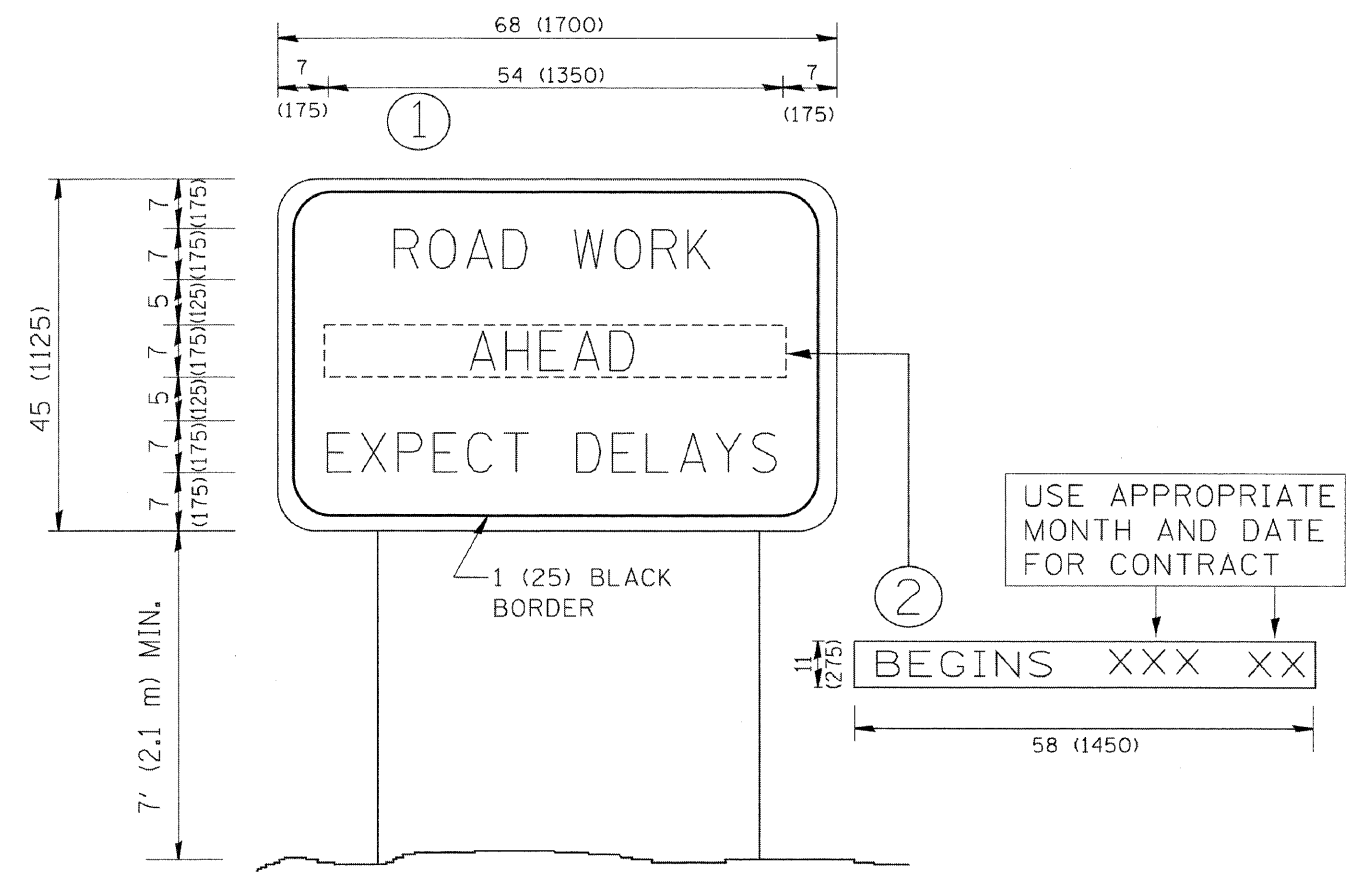 68 (1700)
7
54 (1350)
7
(175)
(175)
1
45 (1125)
7
(175)
7
(175)
5
(125)
7
(175)
5
(125)
7
(175)
7
(175)
ROAD WORK
AHEAD
EXPECT DELAYS
1 (25) BLACK
BORDER
7' (2.1 m) MIN.
USE APPROPRIATE
MONTH AND DATE
FOR CONTRACT
2
11
(275)
BEGINS XXX XX
58 (1450)